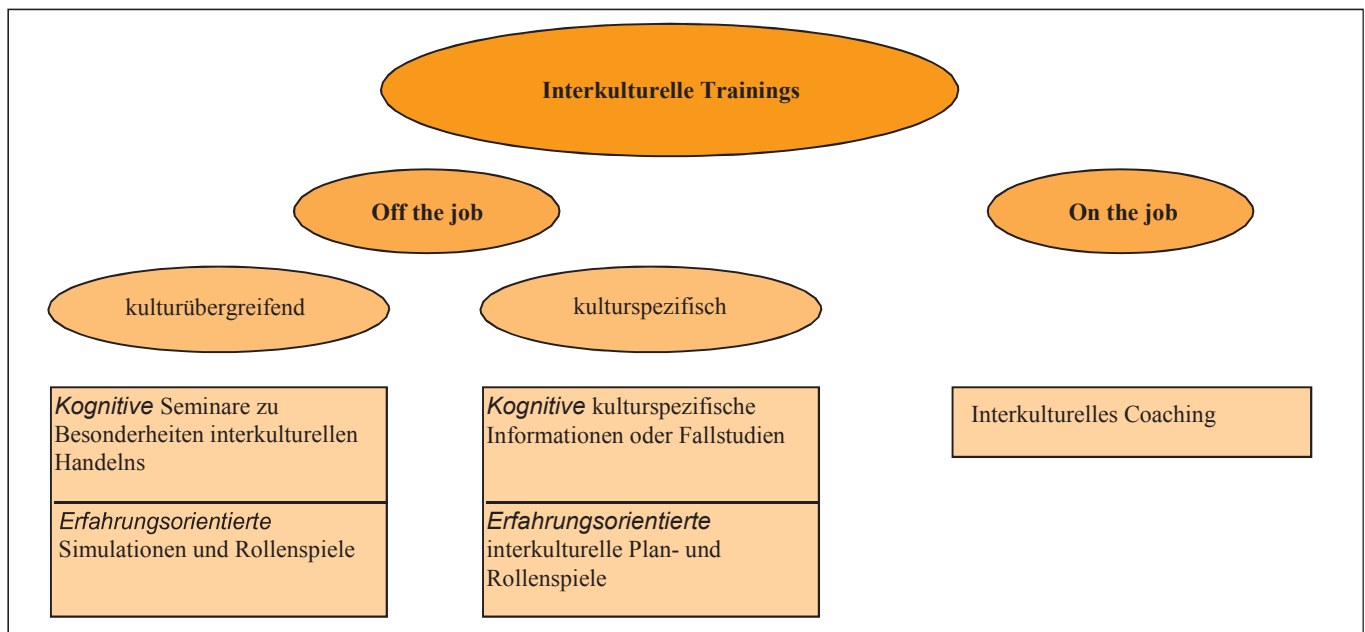 Interkulturelle Trainings
Off the job
On the job
kulturübergreifend
kulturspezifisch
Kognitive Seminare zu
Besonderheiten interkulturellen
Handelns
Erfahrungsorientierte
Simulationen und Rollenspiele
Kognitive kulturspezifische
Informationen oder Fallstudien
Erfahrungsorientierte
interkulturelle Plan- und
Rollenspiele
Interkulturelles Coaching